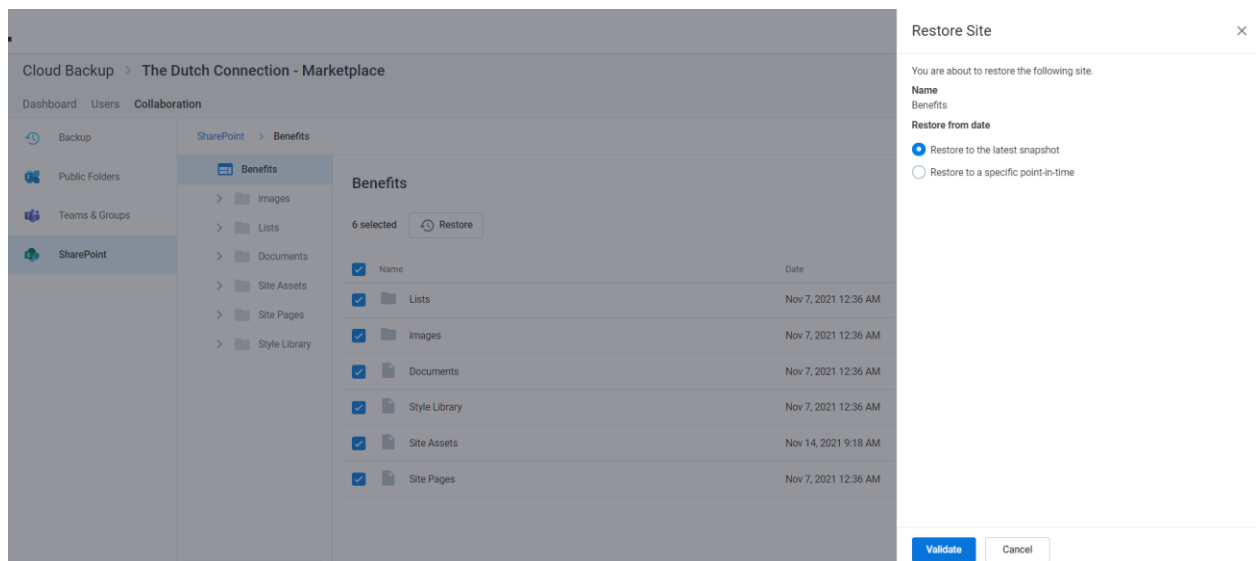 Cloud Backup > The Dutch Connection - Marketplace
Dashboard Users Collaboration
Backup
Public Folders
Teams & Groups
SharePoint
SharePoint > Benefits
Benefits
images
Lists
Documents
Site Assets
Site Pages
Style Library
Benefits
6 selected Restore
Name Date
Lists Nov 7, 2021 12:36 AM
images Nov 7, 2021 12:36 AM
Documents Nov 7, 2021 12:36 AM
Style Library Nov 7, 2021 12:36 AM
Site Assets Nov 14, 2021 9:18 AM
Site Pages Nov 7, 2021 12:36 AM
Restore Site
You are about to restore the following site.
Name
Benefits
Restore from date
Restore to the latest snapshot
Restore to a specific point-in-time
Validate Cancel